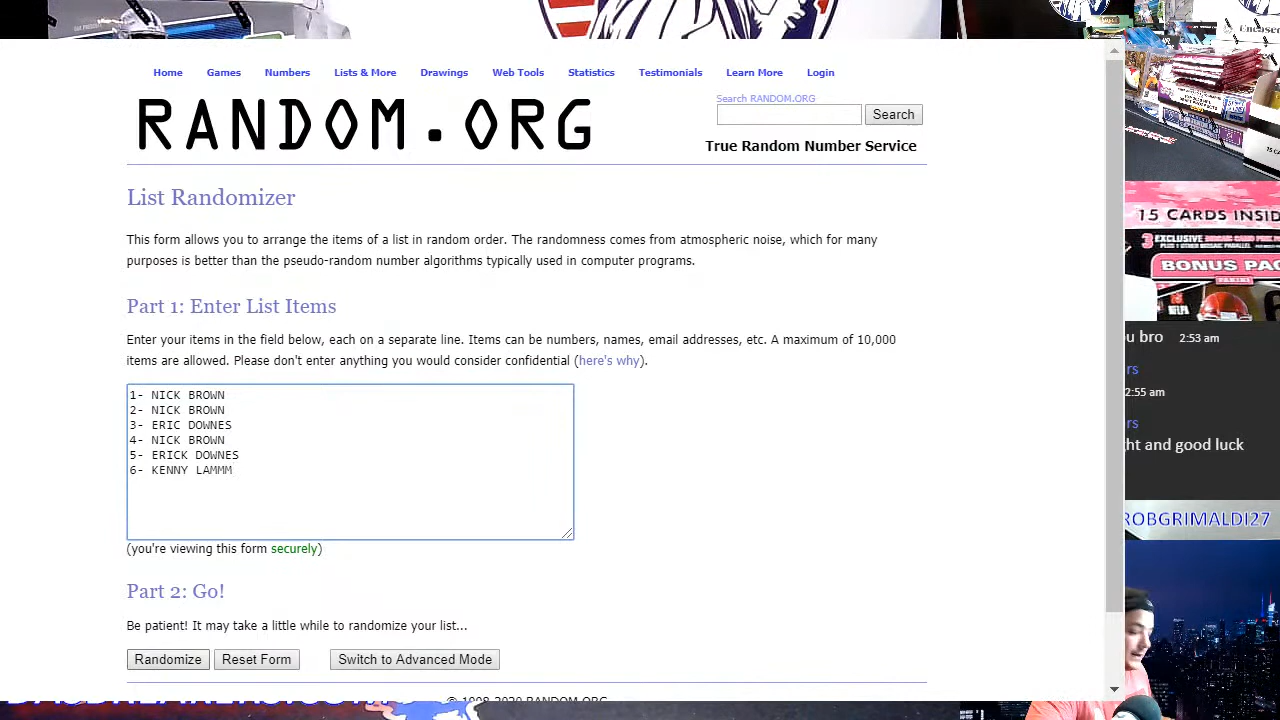 Home Games Numbers Lists & More Drawings Web Tools Statistics Testimonials Learn More Login
RANDOM.ORG
Search RANDOM.ORG
Search
True Random Number Service
List Randomizer
This form allows you to arrange the items of a list in random order. The randomness comes from atmospheric noise, which for many
purposes is better than the pseudo-random number algorithms typically used in computer programs.
Part 1: Enter List Items
Enter your items in the field below, each on a separate line. Items can be numbers, names, email addresses, etc. A maximum of 10,000
items are allowed. Please don't enter anything you would consider confidential (here's why).
1- NICK BROWN
2- NICK BROWN
3- ERIC DOWNES
4- NICK BROWN
5- ERICK DOWNES
6- KENNY LAMMM
(you're viewing this form securely)
Part 2: Go!
Be patient! It may take a little while to randomize your list...
Randomize Reset Form Switch to Advanced Mode
RANDOM.ORG
15 CARDS INSID
3 EXCLUSIVE
BONUS PAC
u bro 2:53 am
rs
2:55 am
rs
ht and good luck
ROBGRIMALDI27